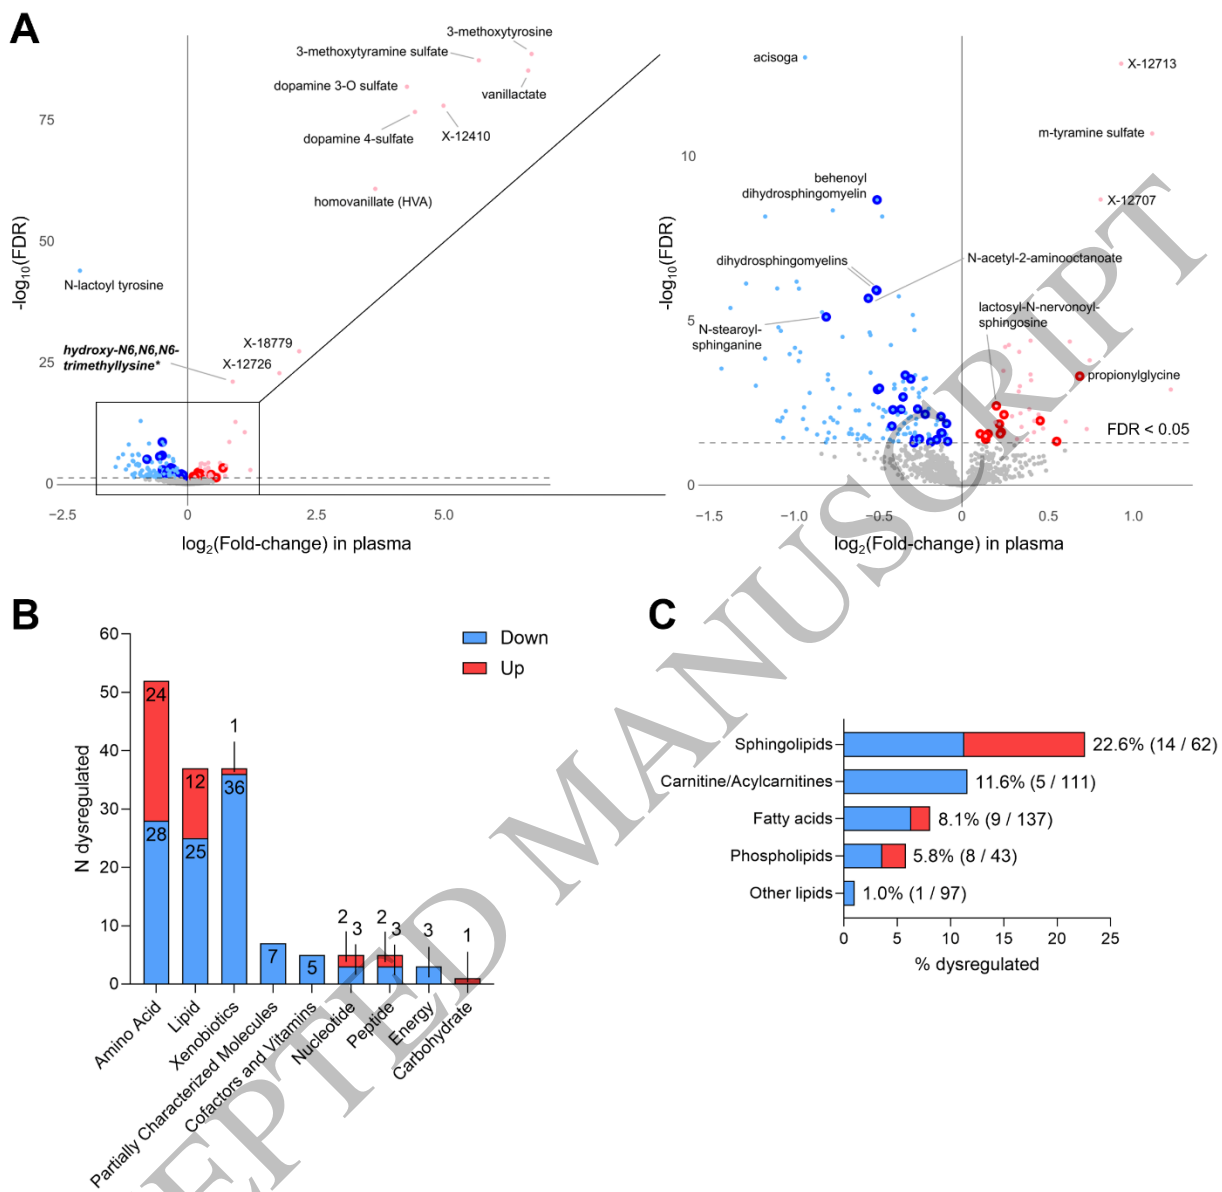 A
3-methoxytyrosine
3-methoxytyramine sulfate
dopamine 3-O sulfate
vanillactate
dopamine 4-sulfate
X-12410
homovanillate (HVA)
N-lactoyl tyrosine
X-18779
hydroxy-N6,N6,N6-
trimethyllysine*
X-12726
75
50
25
0
-log10(FDR)
−2.5
0
2.5
5.0
log2(Fold-change) in plasma
acisoga
X-12713
m-tyramine sulfate
behenoyl
dihydrosphingomyelin
X-12707
dihydrosphingomyelins
N-acetyl-2-aminooctanoate
N-stearoyl-
sphinganine
lactosyl-N-nervonoyl-
sphingosine
propionylglycine
FDR < 0.05
10
5
0
-log10(FDR)
−1.5
−1.0
−0.5
0
0.5
1.0
log2(Fold-change) in plasma
B
60
50
40
30
20
10
0
N dysregulated
Down
Up
24
28
12
25
1
36
7
5
2
3
2
3
3
1
Amino Acid
Lipid
Xenobiotics
Partially Characterized Molecules
Cofactors and Vitamins
Nucleotide
Peptide
Energy
Carbohydrate
C
Sphingolipids
22.6% (14 / 62)
Carnitine/Acylcarnitines
11.6% (5 / 111)
Fatty acids
8.1% (9 / 137)
Phospholipids
5.8% (8 / 43)
Other lipids
1.0% (1 / 97)
0
5
10
15
20
25
% dysregulated
EPTED MANUSCRIPT